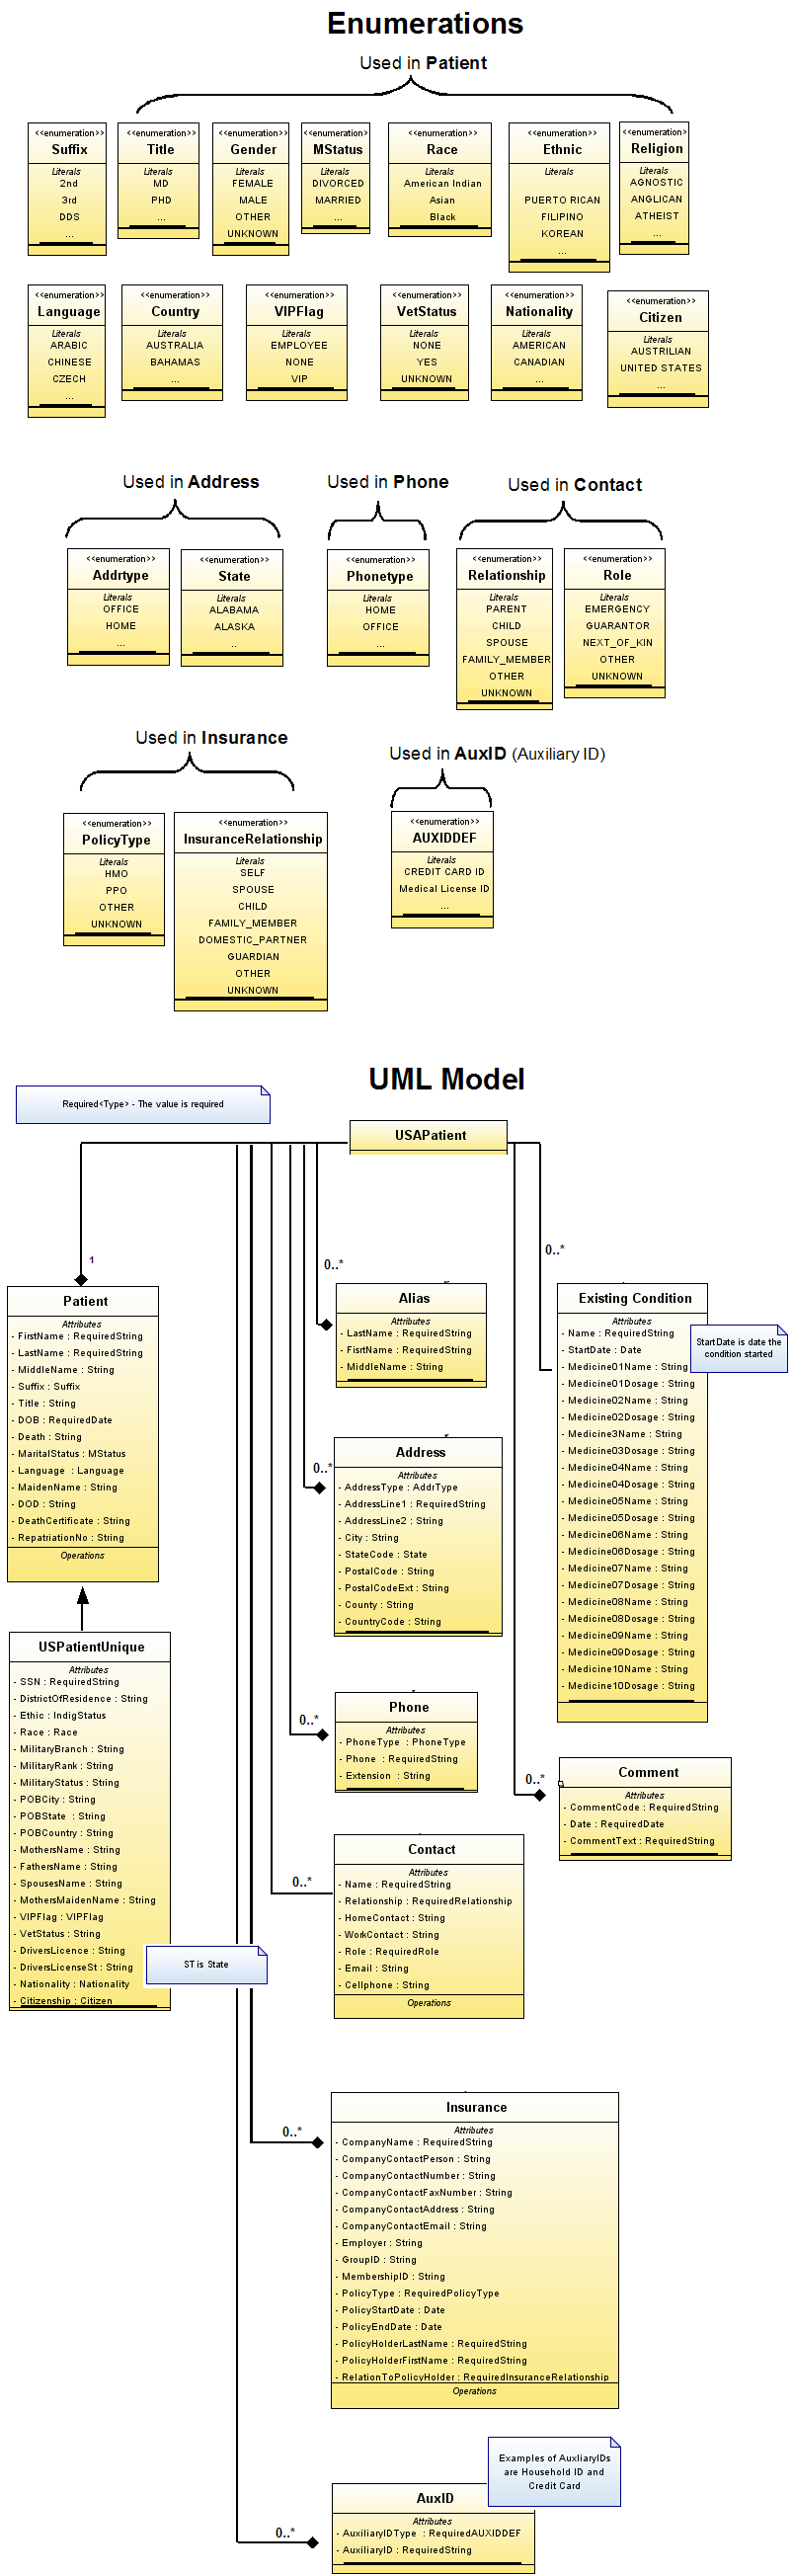 Enumerations
Used in Patient
<<enumeration>>
Suffix
Literals
2nd
3rd
DDS
...
<<enumeration>>
Title
Literals
MD
PHD
...
<<enumeration>>
Gender
Literals
FEMALE
MALE
OTHER
UNKNOWN
<<enumeration>>
MStatus
Literals
DIVORCED
MARRIED
...
<<enumeration>>
Race
Literals
American Indian
Asian
Black
<<enumeration>>
Ethnic
Literals
PUERTO RICAN
FILIPINO
KOREAN
...
<<enumeration>>
Religion
Literals
AGNOSTIC
ANGLICAN
ATHEIST
...
<<enumeration>>
Language
Literals
ARABIC
CHINESE
CZECH
...
<<enumeration>>
Country
Literals
AUSTRALIA
BAHAMAS
...
<<enumeration>>
VIPFlag
Literals
EMPLOYEE
NONE
VIP
<<enumeration>>
VetStatus
Literals
NONE
YES
UNKNOWN
<<enumeration>>
Nationality
Literals
AMERICAN
CANADIAN
...
<<enumeration>>
Citizen
Literals
AUSTRILIAN
UNITED STATES
...
Used in Address
<<enumeration>>
Addrtype
Literals
OFFICE
HOME
...
<<enumeration>>
State
Literals
ALABAMA
ALASKA
..
Used in Phone
<<enumeration>>
Phonetype
Literals
HOME
OFFICE
...
Used in Contact
<<enumeration>>
Relationship
Literals
PARENT
CHILD
SPOUSE
FAMILY_MEMBER
OTHER
UNKNOWN
<<enumeration>>
Role
Literals
EMERGENCY
GUARANTOR
NEXT_OF_KIN
OTHER
UNKNOWN
Used in Insurance
<<enumeration>>
PolicyType
Literals
HMO
PPO
OTHER
UNKNOWN
<<enumeration>>
InsuranceRelationship
Literals
SELF
SPOUSE
CHILD
FAMILY_MEMBER
DOMESTIC_PARTNER
GUARDIAN
OTHER
UNKNOWN
Used in AuxID (Auxiliary ID)
<<enumeration>>
AUXIDDEF
Literals
CREDIT CARD ID
Medical License ID
...
UML Model
Required<Type> - The value is required
USAPatient
1
Patient
Attributes
- FirstName : RequiredString
- LastName : RequiredString
- MiddleName : String
- Suffix : Suffix
- Title : String
- DOB : RequiredDate
- Death : String
- MaritalStatus : MStatus
- Language : Language
- MaidenName : String
- DOD : String
- DeathCertificate : String
- RepatriationNo : String
Operations
USPatientUnique
Attributes
- SSN : RequiredString
- DistrictOfResidence : String
- Ethic : IndigStatus
- Race : Race
- MilitaryBranch : String
- MilitaryRank : String
- MilitaryStatus : String
- POBCity : String
- POBState : String
- POBCountry : String
- MothersName : String
- FathersName : String
- SpousesName : String
- MothersMaidenName : String
- VIPFlag : VIPFlag
- VetStatus : String
- DriversLicence : String
- DriversLicenseSt : String
- Nationality : Nationality
- Citizenship : Citizen
ST is State
0..*
Alias
Attributes
- LastName : RequiredString
- FisrtName : RequiredString
- MiddleName : String
0..*
Address
Attributes
- AddressType : AddrType
- AddressLine1 : RequiredString
- AddressLine2 : String
- City : String
- StateCode : State
- PostalCode : String
- PostalCodeExt : String
- County : String
- CountryCode : String
0..*
Phone
Attributes
- PhoneType : PhoneType
- Phone : RequiredString
- Extension : String
0..*
Contact
Attributes
- Name : RequiredString
- Relationship : RequiredRelationship
- HomeContact : String
- WorkContact : String
- Role : RequiredRole
- Email : String
- Cellphone : String
Operations
0..*
Insurance
Attributes
- CompanyName : RequiredString
- CompanyContactPerson : String
- CompanyContactNumber : String
- CompanyContactFaxNumber : String
- CompanyContactAddress : String
- CompanyContactEmail : String
- Employer : String
- GroupID : String
- MembershipID : String
- PolicyType : RequiredPolicyType
- PolicyStartDate : Date
- PolicyEndDate : Date
- PolicyHolderLastName : RequiredString
- PolicyHolderFirstName : RequiredString
- RelationToPolicyHolder : RequiredInsuranceRelationship
Operations
0..*
AuxID
Attributes
- AuxiliaryIDType : RequiredAUXIDDEF
- AuxiliaryID : RequiredString
Examples of AuxliaryIDs
are Household ID and
Credit Card
0..*
Existing Condition
Attributes
- Name : RequiredString
- StartDate : Date
- Medicine01Name : String
- Medicine01Dosage : String
- Medicine02Name : String
- Medicine02Dosage : String
- Medicine3Name : String
- Medicine03Dosage : String
- Medicine04Name : String
- Medicine04Dosage : String
- Medicine05Name : String
- Medicine05Dosage : String
- Medicine06Name : String
- Medicine06Dosage : String
- Medicine07Name : String
- Medicine07Dosage : String
- Medicine08Name : String
- Medicine08Dosage : String
- Medicine09Name : String
- Medicine09Dosage : String
- Medicine10Name : String
- Medicine10Dosage : String
StartDate is date the
condition started
0..*
Comment
Attributes
- CommentCode : RequiredString
- Date : RequiredDate
- CommentText : RequiredString